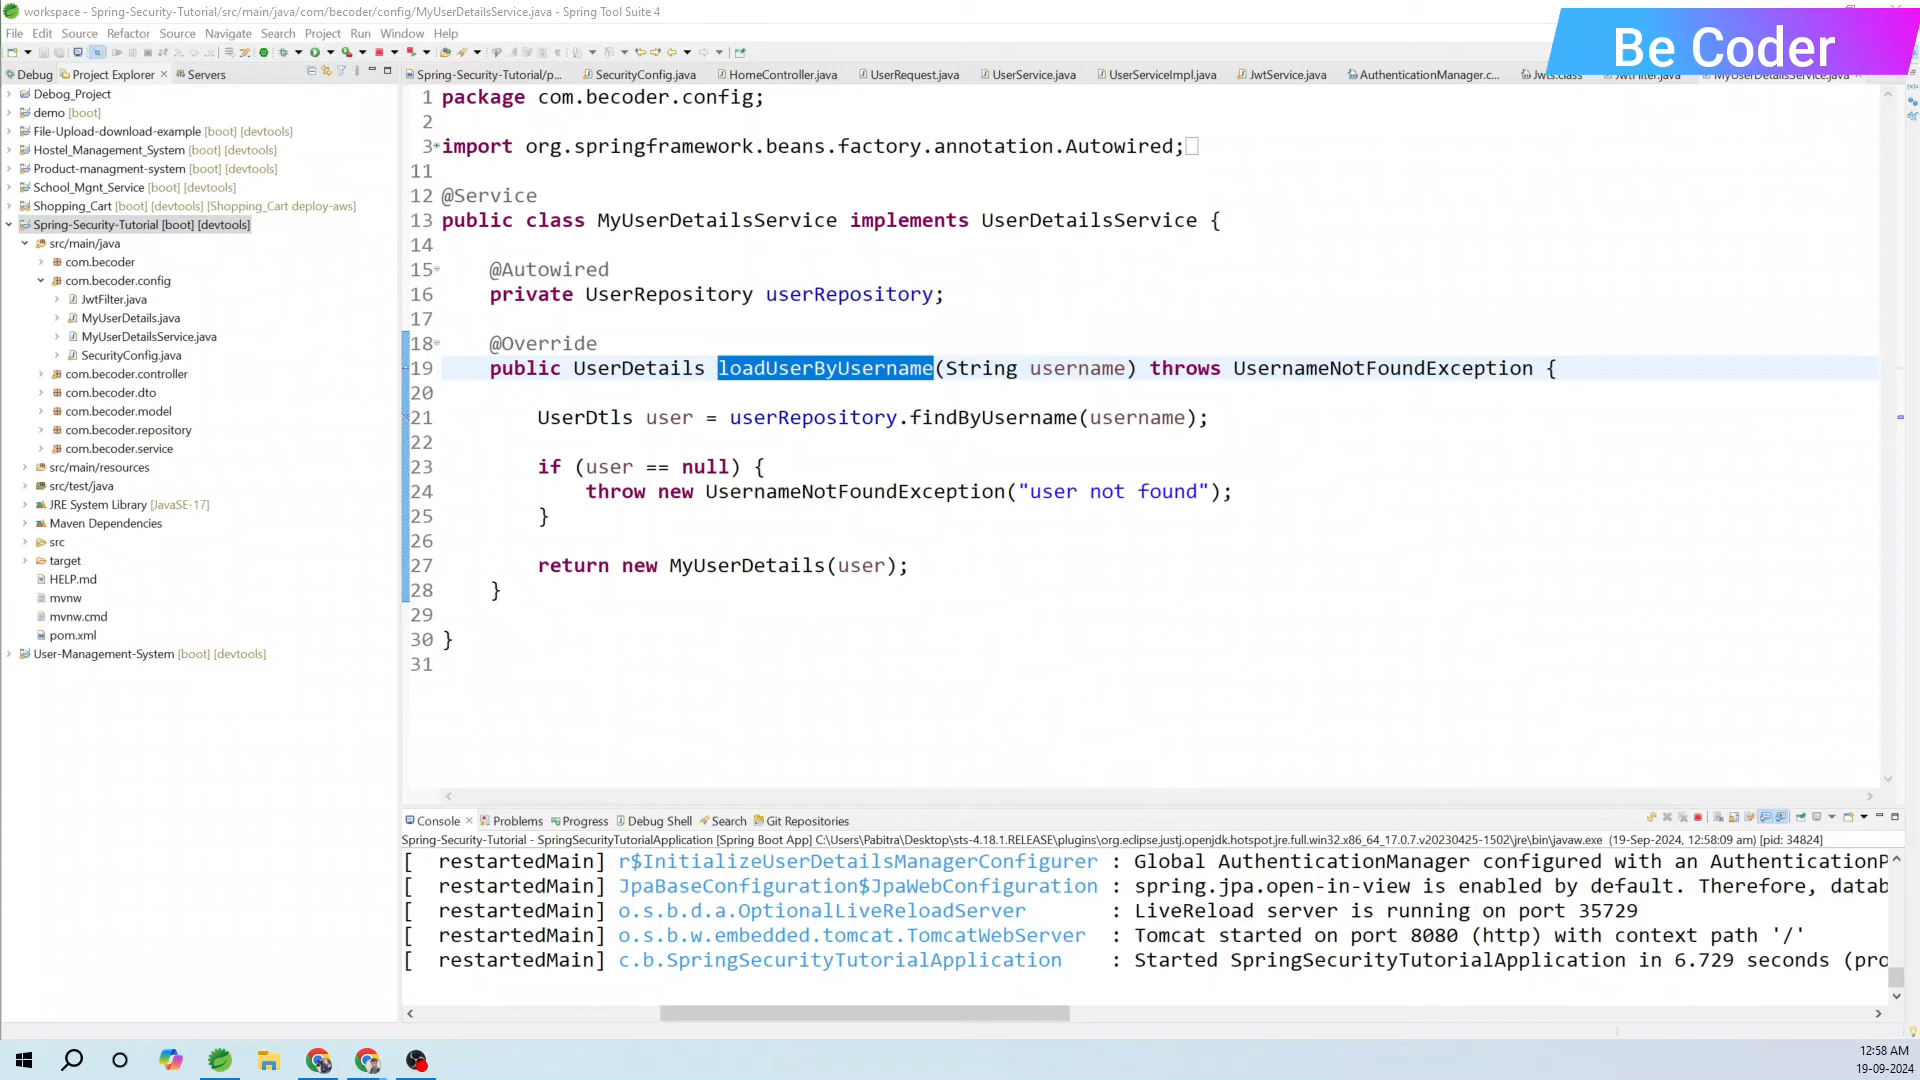 workspace - Spring-Security-Tutorial/src/main/java/com/becoder/config/MyUserDetailsService.java - Spring Tool Suite 4
Be Coder
File Edit Source Refactor Source Navigate Search Project Run Window Help
Debug Project Explorer Servers
Spring-Security-Tutorial/p... SecurityConfig.java HomeController.java UserRequest.java UserService.java UserServiceImpl.java JwtService.java AuthenticationManager.c... Jwts.class JwtFilter.java MyUserDetailsService.java
Debog_Project
demo [boot]
File-Upload-download-example [boot] [devtools]
Hostel_Management_System [boot] [devtools]
Product-managment-system [boot] [devtools]
School_Mgnt_Service [boot] [devtools]
Shopping_Cart [boot] [devtools] [Shopping_Cart deploy-aws]
Spring-Security-Tutorial [boot] [devtools]
src/main/java
com.becoder
com.becoder.config
JwtFilter.java
MyUserDetails.java
MyUserDetailsService.java
SecurityConfig.java
com.becoder.controller
com.becoder.dto
com.becoder.model
com.becoder.repository
com.becoder.service
src/main/resources
src/test/java
JRE System Library [JavaSE-17]
Maven Dependencies
src
target
HELP.md
mvnw
mvnw.cmd
pom.xml
User-Management-System [boot] [devtools]
1 package com.becoder.config;
2
3 import org.springframework.beans.factory.annotation.Autowired;
11
12 @Service
13 public class MyUserDetailsService implements UserDetailsService {
14
15 @Autowired
16 private UserRepository userRepository;
17
18 @Override
19 public UserDetails loadUserByUsername(String username) throws UsernameNotFoundException {
20
21 UserDtls user = userRepository.findByUsername(username);
22
23 if (user == null) {
24 throw new UsernameNotFoundException("user not found");
25 }
26
27 return new MyUserDetails(user);
28 }
29
30 }
31
Console Problems Progress Debug Shell Search Git Repositories
Spring-Security-Tutorial - SpringSecurityTutorialApplication [Spring Boot App] C:\Users\Pabitra\Desktop\sts-4.18.1.RELEASE\plugins\org.eclipse.justj.openjdk.hotspot.jre.full.win32.x86_64_17.0.7.v20230425-1502\jre\bin\javaw.exe (19-Sep-2024, 12:58:09 am) [pid: 34824]
[ restartedMain] r$InitializeUserDetailsManagerConfigurer : Global AuthenticationManager configured with an AuthenticationP
[ restartedMain] JpaBaseConfiguration$JpaWebConfiguration : spring.jpa.open-in-view is enabled by default. Therefore, datab
[ restartedMain] o.s.b.d.a.OptionalLiveReloadServer : LiveReload server is running on port 35729
[ restartedMain] o.s.b.w.embedded.tomcat.TomcatWebServer : Tomcat started on port 8080 (http) with context path '/'
[ restartedMain] c.b.SpringSecurityTutorialApplication : Started SpringSecurityTutorialApplication in 6.729 seconds (pro
12:58 AM
19-09-2024